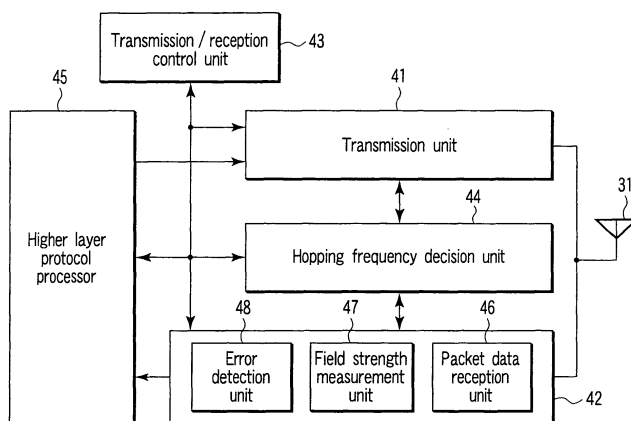 Transmission / reception
control unit
43
45
41
Transmission unit
31
44
Higher layer
protocol
processor
Hopping frequency decision unit
48
47
46
Error
detection
unit
Field strength
measurement
unit
Packet data
reception
unit
42